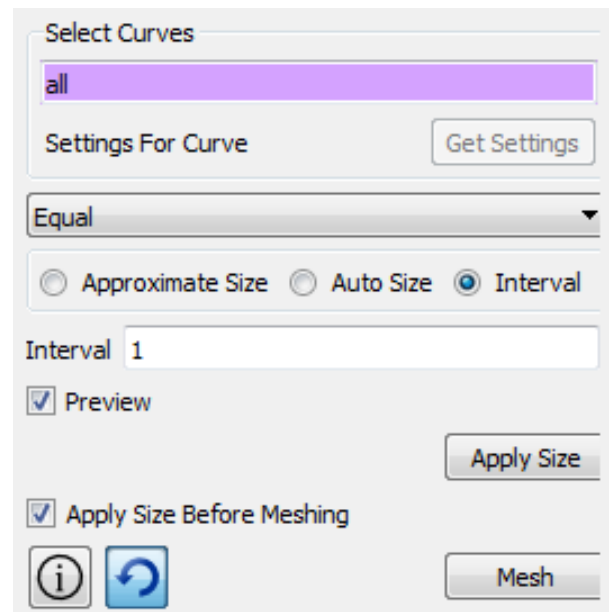 Select Curves
all
Settings For Curve Get Settings
Equal
Approximate Size Auto Size Interval
Interval 1
Preview
Apply Size
Apply Size Before Meshing
i Mesh